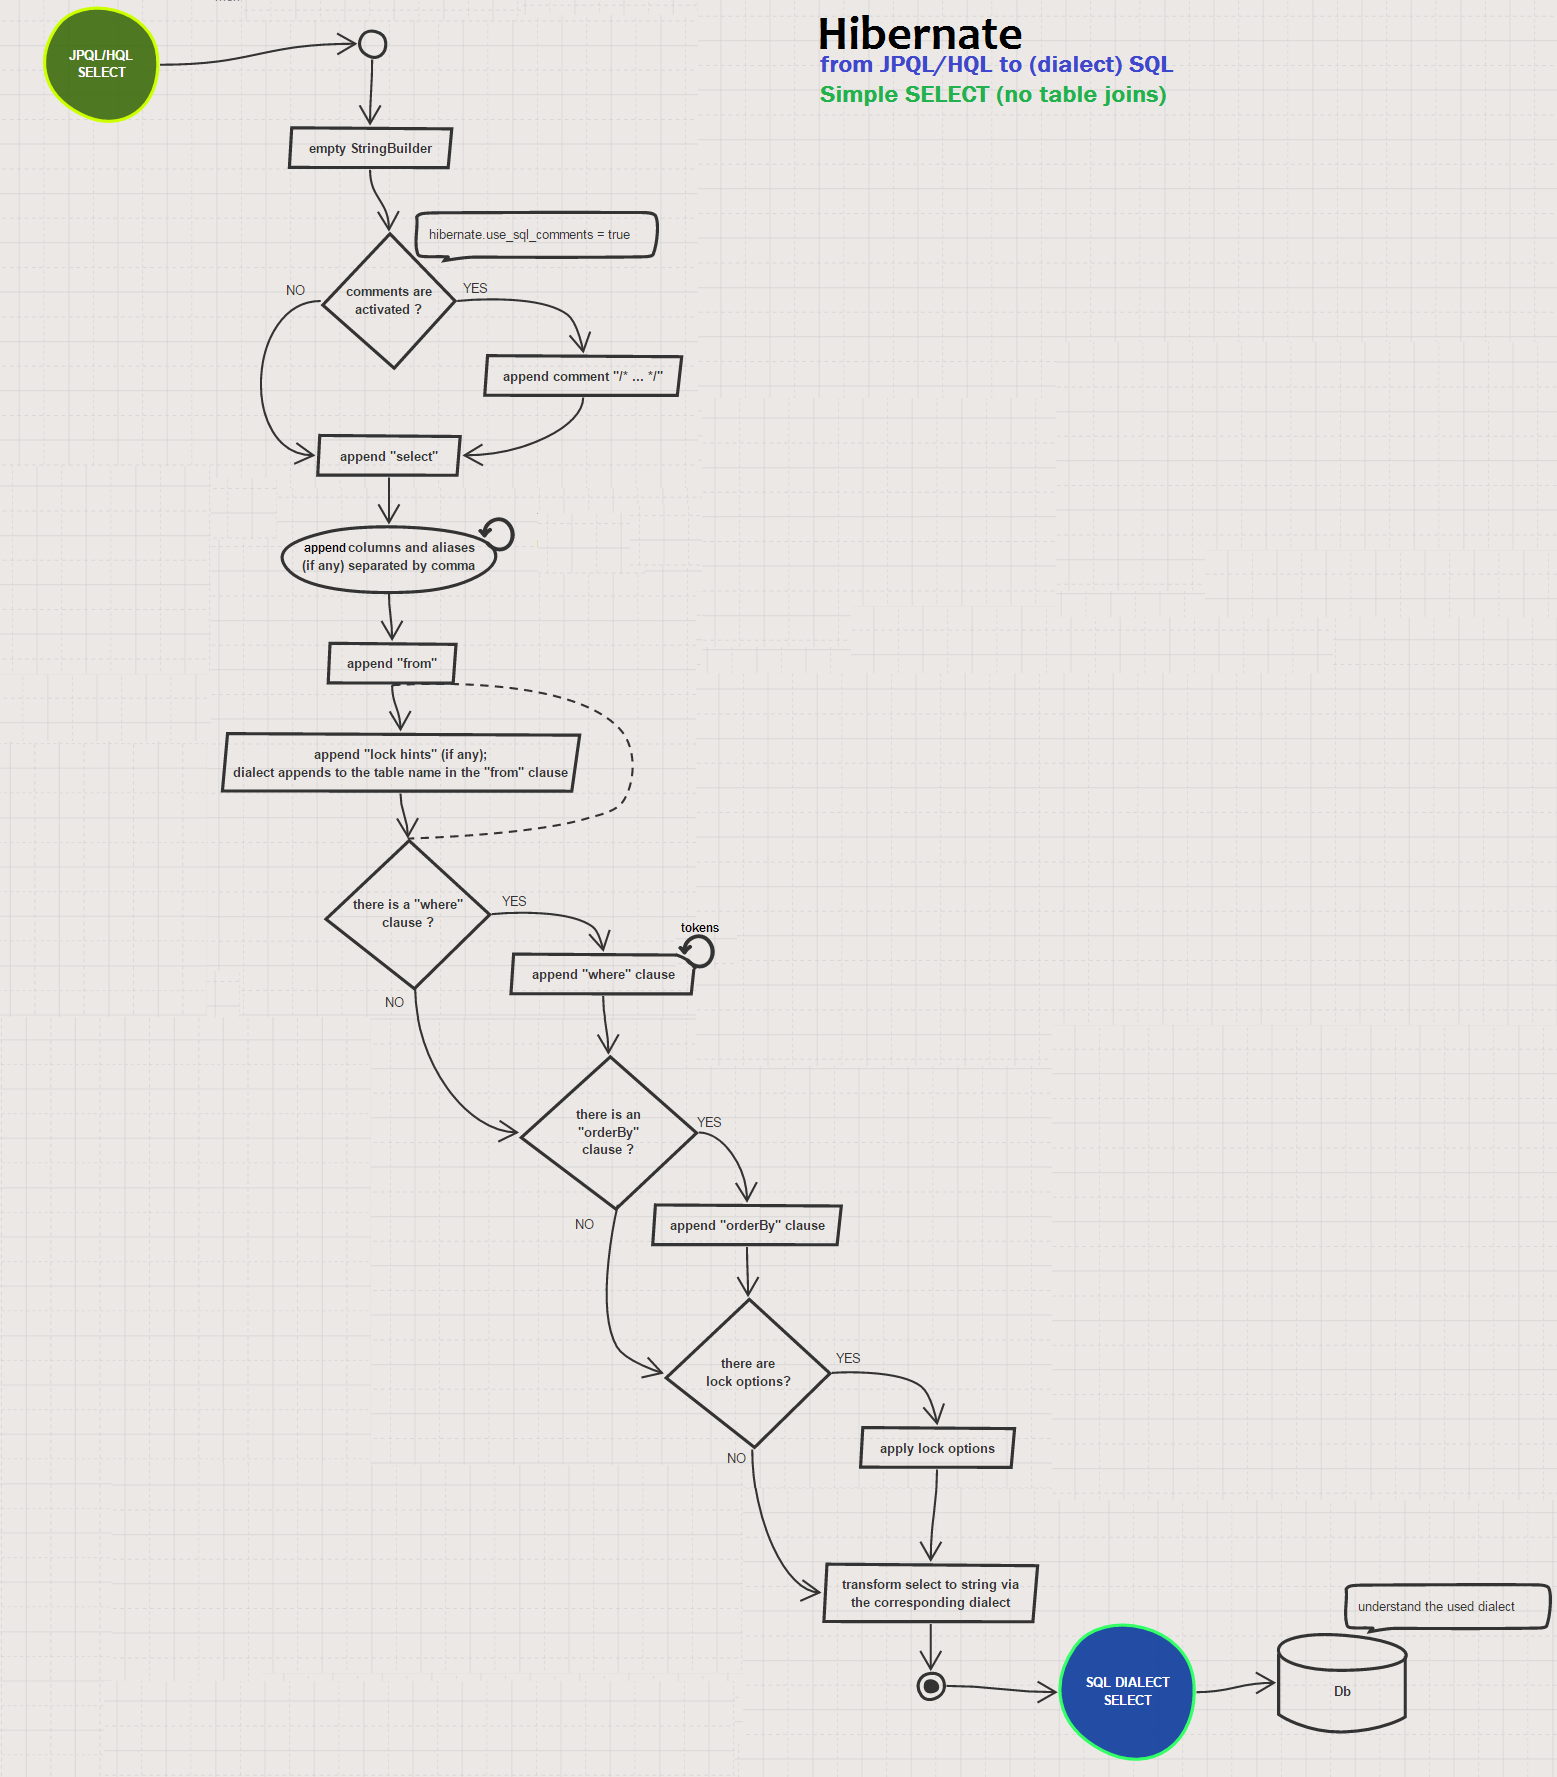 Hibernate
from JPQL/HQL to (dialect) SQL
Simple SELECT (no table joins)
JPQL/HQL
SELECT
empty StringBuilder
hibernate.use_sql_comments = true
comments are
activated ?
NO
YES
append comment "/* ... */"
append "select"
append columns and aliases
(if any) separated by comma
append "from"
append "lock hints" (if any);
dialect appends to the table name in the "from" clause
there is a "where"
clause ?
YES
NO
tokens
append "where" clause
there is an
"orderBy"
clause ?
YES
NO
append "orderBy" clause
there are
lock options?
YES
NO
apply lock options
transform select to string via
the corresponding dialect
SQL DIALECT
SELECT
understand the used dialect
Db